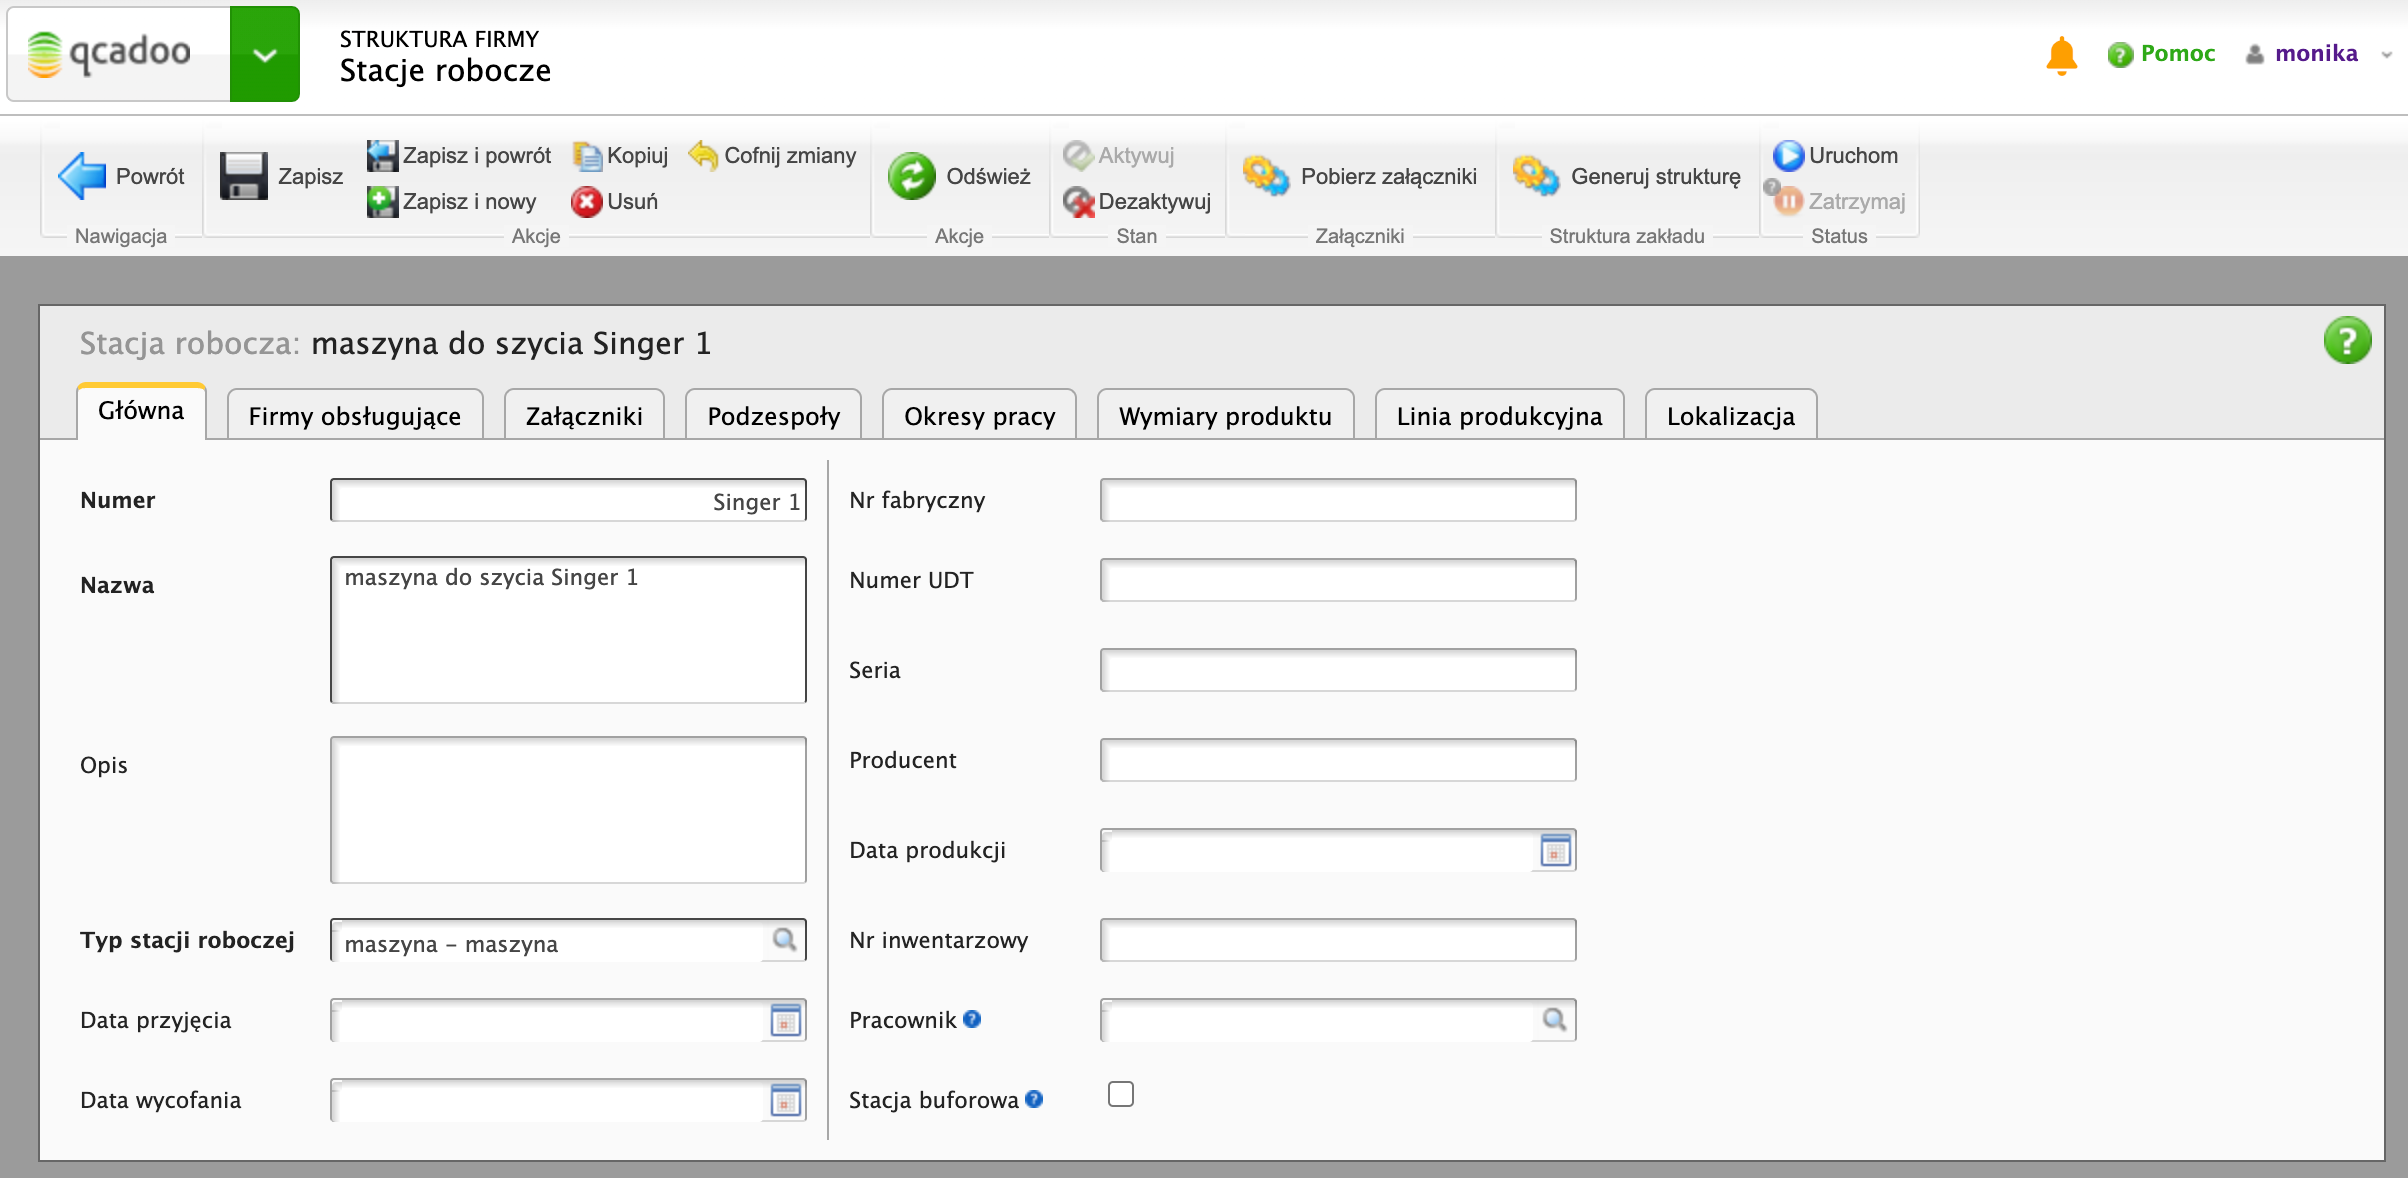 qcadoo
STRUKTURA FIRMY
Stacje robocze
Pomoc
monika
Powrót
Nawigacja
Zapisz
Zapisz i powrót
Kopiuj
Cofnij zmiany
Zapisz i nowy
Usuń
Akcje
Odśwież
Akcje
Aktywuj
Dezaktywuj
Stan
Pobierz załączniki
Załączniki
Generuj strukturę
Struktura zakładu
Uruchom
Zatrzymaj
Status
Stacja robocza: maszyna do szycia Singer 1
Główna
Firmy obsługujące
Załączniki
Podzespoły
Okresy pracy
Wymiary produktu
Linia produkcyjna
Lokalizacja
Numer
Singer 1
Nazwa
maszyna do szycia Singer 1
Opis
Typ stacji roboczej
maszyna - maszyna
Data przyjęcia
Data wycofania
Nr fabryczny
Numer UDT
Seria
Producent
Data produkcji
Nr inwentarzowy
Pracownik ?
Stacja buforowa ?